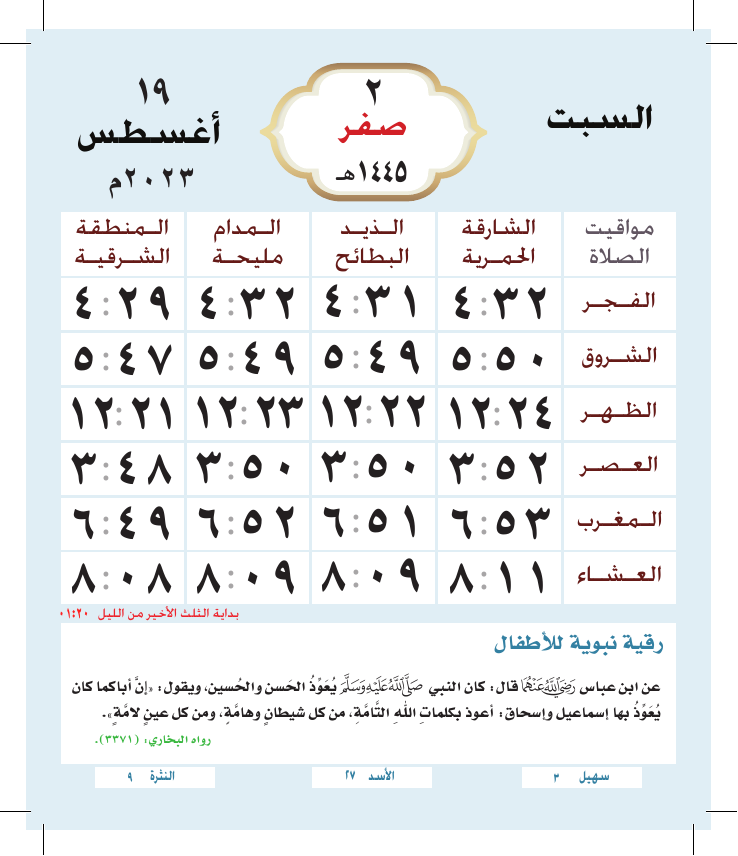 السبت
٢
صفر
١٤٤٥هـ
١٩
أغسطس
٢٠٢٣م
مواقيت الصلاة | الشارقة الحمرية | الذيد البطائح | المدام مليحة | المنطقة الشرقية
الفجر ٤:٣٢ ٤:٣١ ٤:٣٢ ٤:٢٩
الشروق ٥:٥٠ ٥:٤٩ ٥:٤٩ ٥:٤٧
الظهر ١٢:٢٤ ١٢:٢٢ ١٢:٢٣ ١٢:٢١
العصر ٣:٥٢ ٣:٥٠ ٣:٥٠ ٣:٤٨
المغرب ٦:٥٣ ٦:٥١ ٦:٥٢ ٦:٤٩
العشاء ٨:١١ ٨:٠٩ ٨:٠٩ ٨:٠٨
بداية الثلث الأخير من الليل ٠١:٢٠
رقية نبوية للأطفال
عن ابن عباس رَضِيَ اللَّهُ عَنْهُمَا قال: كان النبي صَلَّى اللَّهُ عَلَيْهِ وَسَلَّمَ يُعَوِّذُ الحَسن والحُسين، ويقول: «إنَّ أباكما كان
يُعَوِّذُ بها إسماعيل وإسحاق: أعوذ بكلماتِ اللهِ التَّامَّةِ، من كل شيطانٍ وهامَّةٍ، ومن كل عينٍ لامَّةٍ».
رواه البخاري: (٣٣٧١).
سهيل ٣
الأسد ٢٧
النثرة ٩